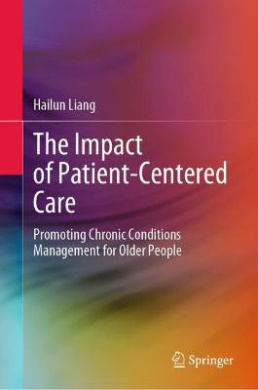 Hailun Liang
The Impact
of Patient-Centered
Care
Promoting Chronic Conditions
Management for Older People
Springer